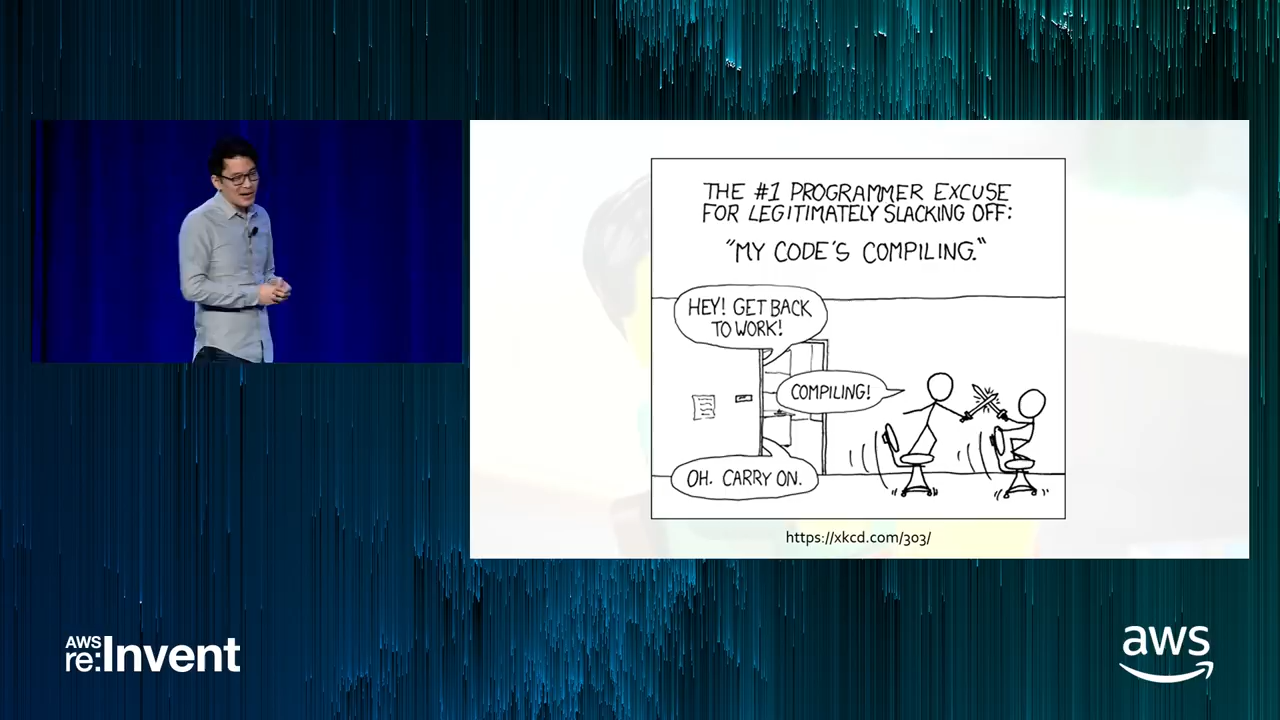 THE #1 PROGRAMMER EXCUSE
FOR LEGITIMATELY SLACKING OFF:
"MY CODE'S COMPILING."
HEY! GET BACK
TO WORK!
COMPILING!
OH. CARRY ON.
https://xkcd.com/303/
AWS
re:Invent
aws